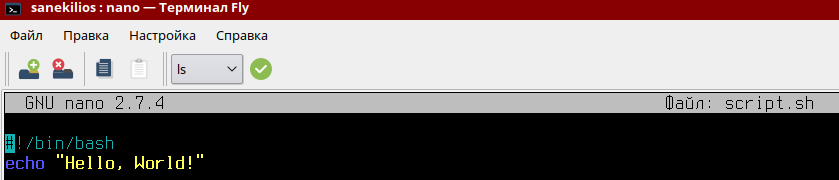 sanekilios : nano — Терминал Fly
Файл Правка Настройка Справка
ls
GNU nano 2.7.4 Файл: script.sh
#!/bin/bash
echo "Hello, World!"